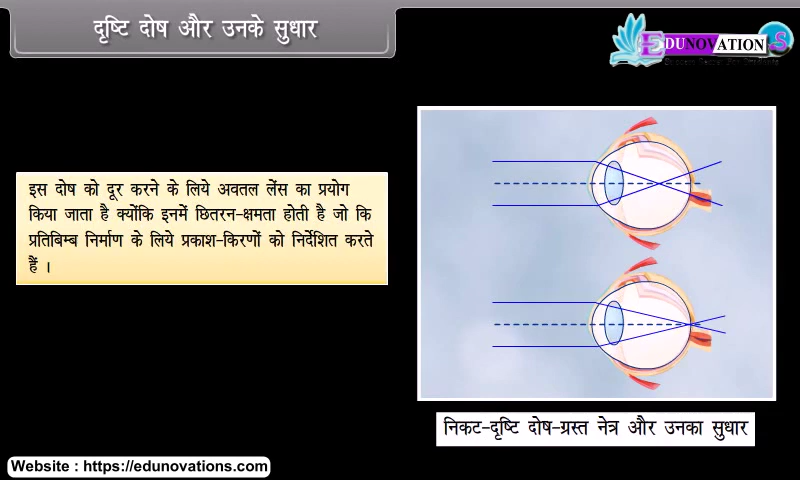 दृष्टि दोष और उनके सुधार
EDUNOVATIONS
इस दोष को दूर करने के लिये अवतल लेंस का प्रयोग
किया जाता है क्योंकि इनमें छितरन-क्षमता होती है जो कि
प्रतिबिम्ब निर्माण के लिये प्रकाश-किरणों को निर्देशित करते
हैं ।
निकट-दृष्टि दोष-ग्रस्त नेत्र और उनका सुधार
Website : https://edunovations.com